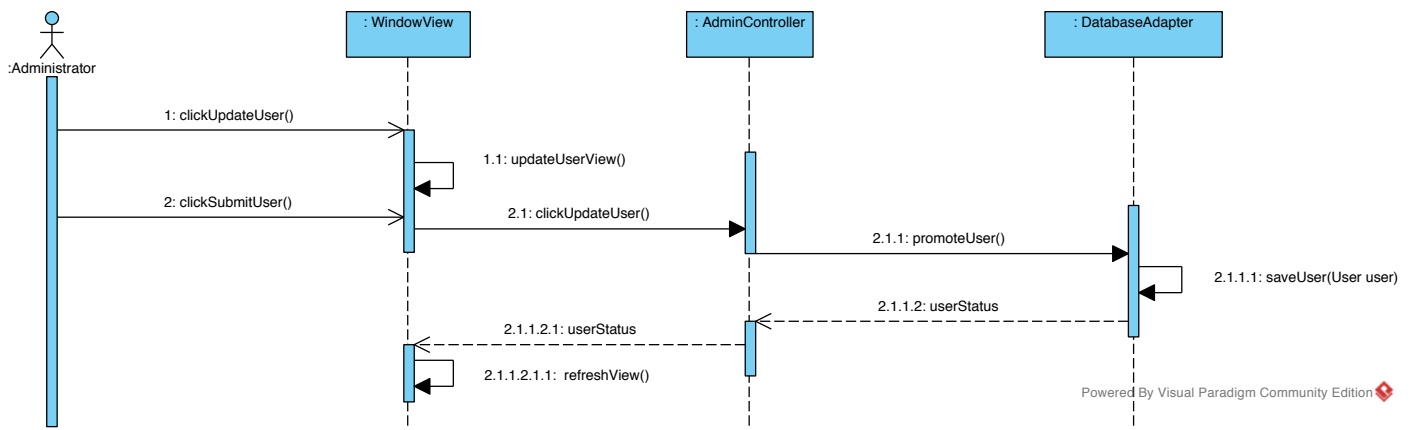 : WindowView
: AdminController
: DatabaseAdapter
:Administrator
1: clickUpdateUser()
1.1: updateUserView()
2: clickSubmitUser()
2.1: clickUpdateUser()
2.1.1: promoteUser()
2.1.1.1: saveUser(User user)
2.1.1.2: userStatus
2.1.1.2.1: userStatus
2.1.1.2.1.1: refreshView()
Powered By Visual Paradigm Community Edition